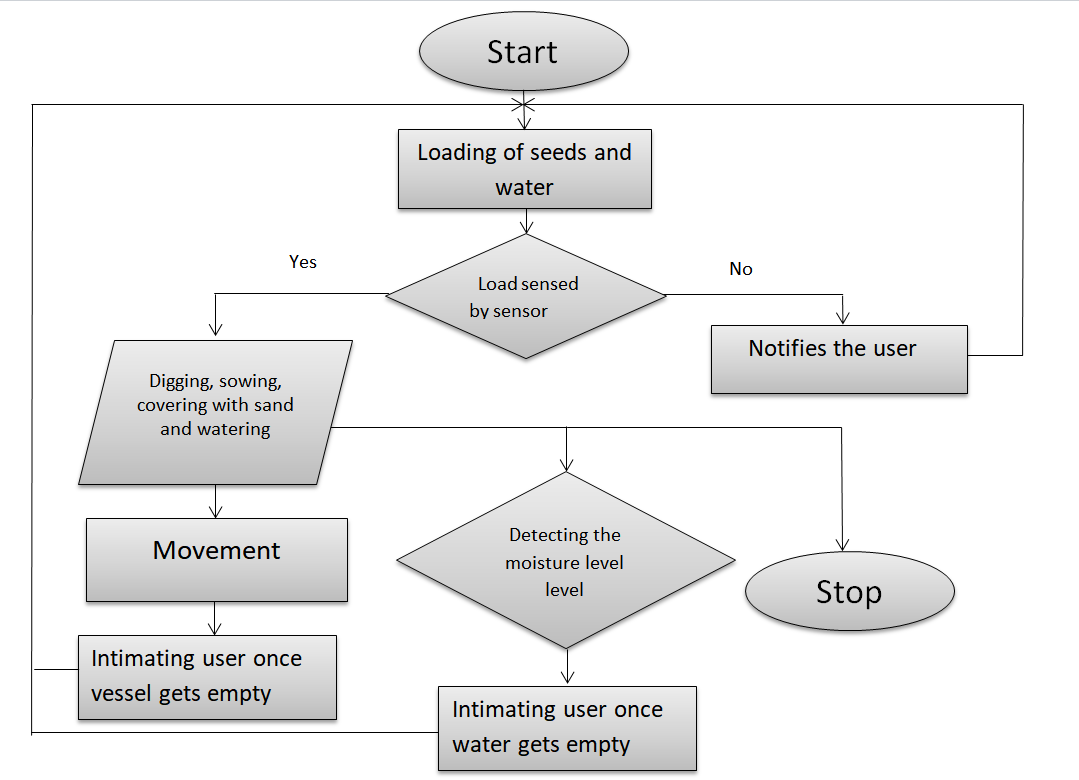 Start
Loading of seeds and
water
Yes
No
Load sensed
by sensor
Notifies the user
Digging, sowing,
covering with sand
and watering
Movement
Detecting the
moisture level
level
Stop
Intimating user once
vessel gets empty
Intimating user once
water gets empty